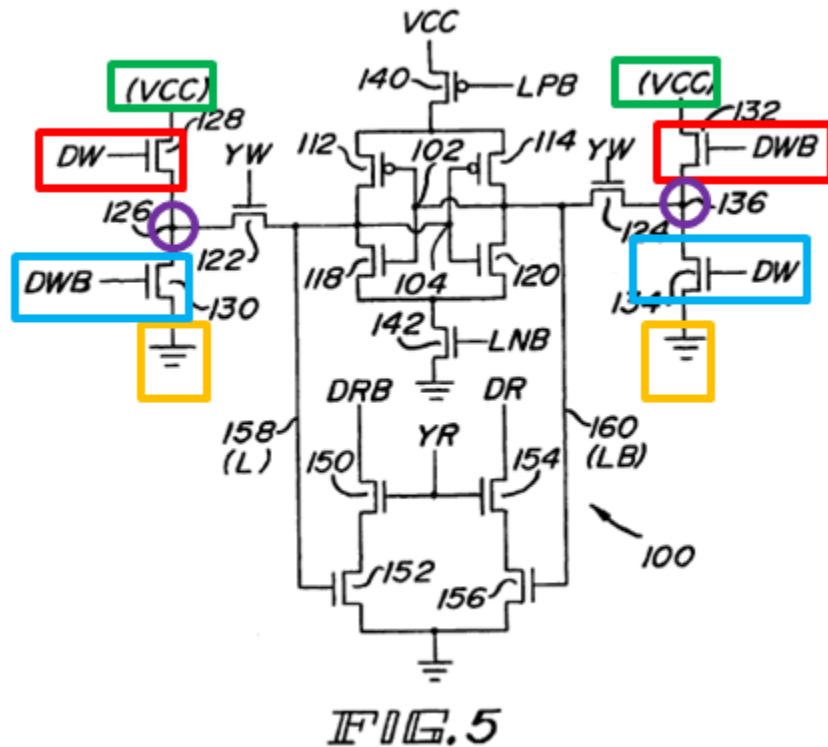 VCC
(VCC) 140 LPB (VCC)
128 132
DW YW 112 102 114 YW DWB
126 136
122 124
118 104 120
DWB 130 134 DW
142 LNB
DRB DR
158 (L) YR 160 (LB)
150 154
100
152 156
FIG.5